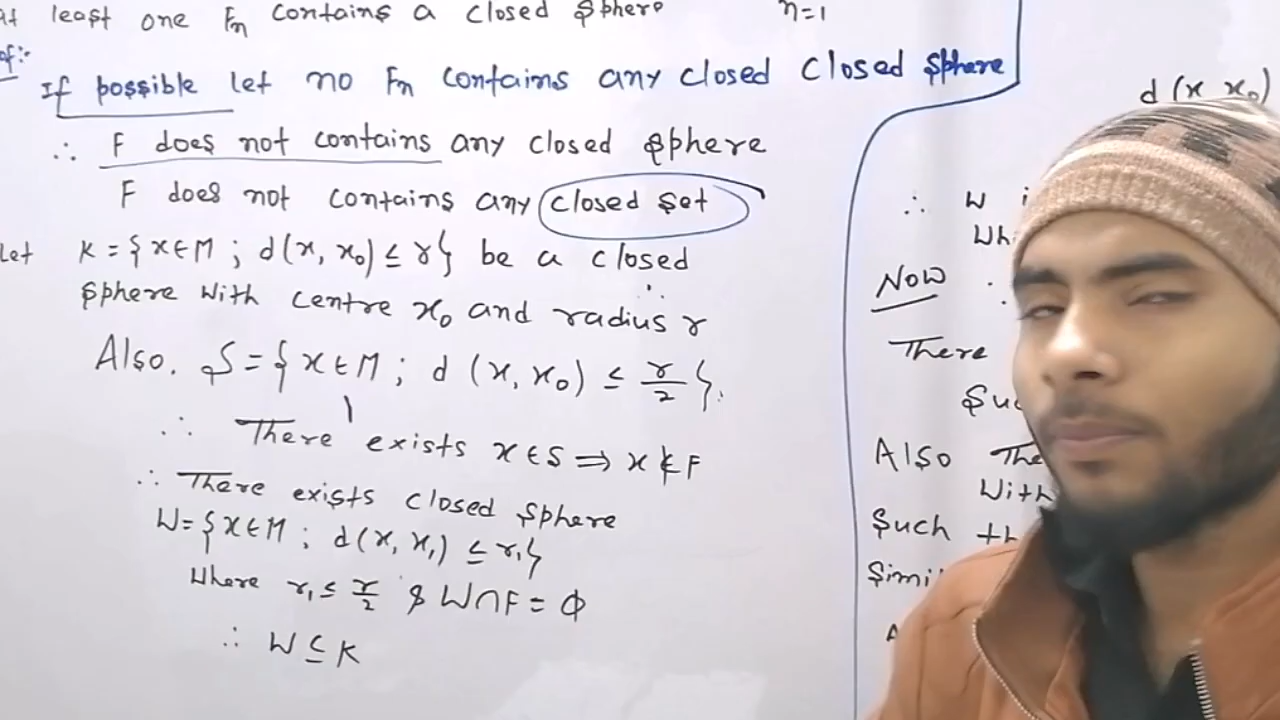 at least one Fₙ contains a closed sphere n=1
of:-
If possible let no Fₙ contains any closed closed sphere
∴ F does not contains any closed sphere
F does not contains any closed set
Let K = { x∈M ; d(x, x₀) ≤ r} be a closed
sphere with centre x₀ and radius r
Also. S = { x∈M ; d (x, x₀) ≤ r/2 }.
∴ There exists x∈S ⇒ x∉F
∴ There exists closed sphere
W = { x∈M ; d(x, x₁) ≤ r₁}
Where r₁ ≤ r/2 & W∩F = ϕ
∴ W ⊆ K
d (x, x₀)
∴ W
Now ∴
There
Also
With
Such